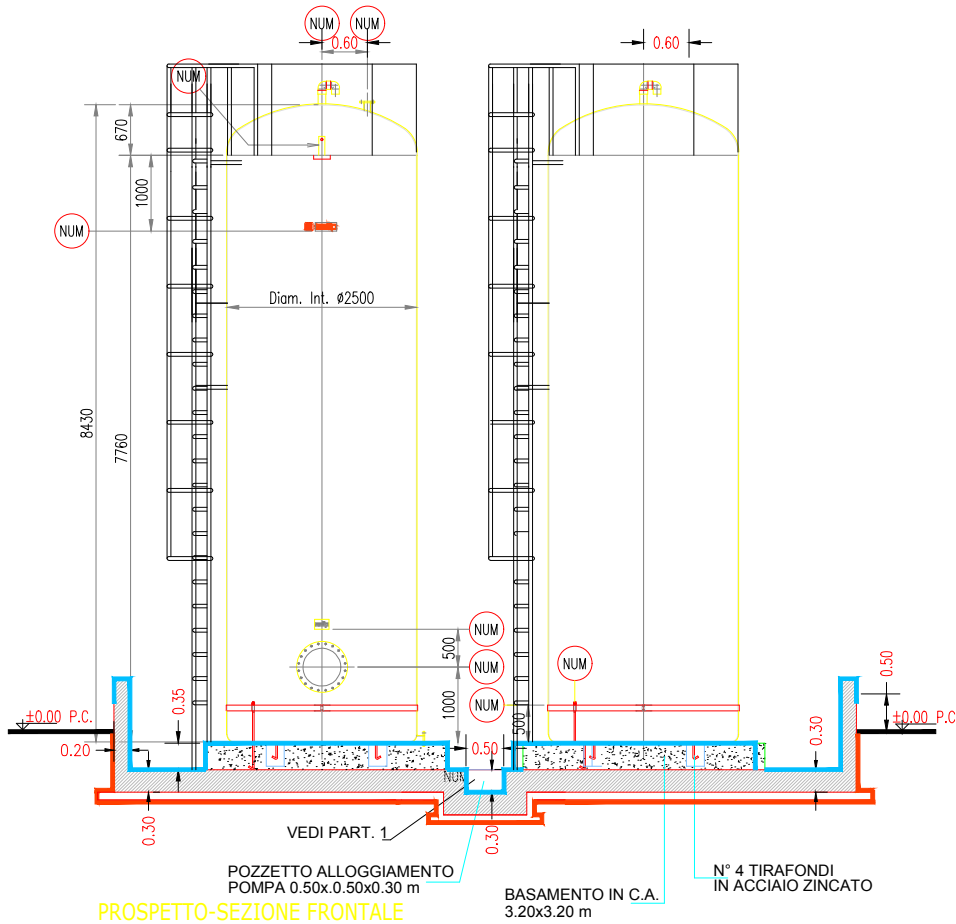 NUM
NUM
0.60
0.60
NUM
670
1000
NUM
Diam. Int. ø2500
8430
7760
NUM
500
NUM
NUM
1000
NUM
500
0.50
0.35
±0.00 P.C.
±0.00 P.C
0.20
0.50
0.30
NUM
0.30
0.30
VEDI PART. 1
POZZETTO ALLOGGIAMENTO
POMPA 0.50x.0.50x0.30 m
BASAMENTO IN C.A.
3.20x3.20 m
N° 4 TIRAFONDI
IN ACCIAIO ZINCATO
PROSPETTO-SEZIONE FRONTALE